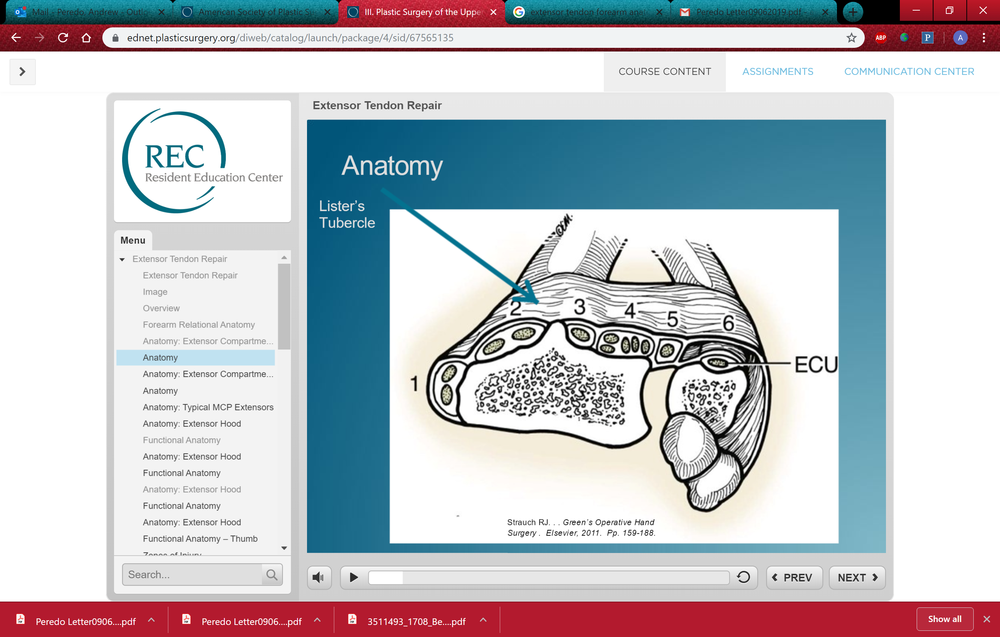 Mail - Peredo, Andrew - Outlo
American Society of Plastic Su
III. Plastic Surgery of the Upper
extensor tendon forearm anat
Peredo Letter09062019.pdf -
ednet.plasticsurgery.org/diweb/catalog/launch/package/4/sid/67565135
ABP
P
A
COURSE CONTENT
ASSIGNMENTS
COMMUNICATION CENTER
REC
Resident Education Center
Menu
Extensor Tendon Repair
Extensor Tendon Repair
Image
Overview
Forearm Relational Anatomy
Anatomy: Extensor Compartme...
Anatomy
Anatomy: Extensor Compartme...
Anatomy
Anatomy: Typical MCP Extensors
Anatomy: Extensor Hood
Functional Anatomy
Anatomy: Extensor Hood
Functional Anatomy
Anatomy: Extensor Hood
Functional Anatomy
Anatomy: Extensor Hood
Functional Anatomy – Thumb
Zones of Injury
Search...
Extensor Tendon Repair
Anatomy
Lister’s
Tubercle
2
3
4
5
6
1
ECU
Strauch RJ. . . Green’s Operative Hand
Surgery . Elsevier, 2011. Pp. 159-188.
PREV
NEXT
Peredo Letter0906....pdf
Peredo Letter0906....pdf
3511493_1708_Be....pdf
Show all